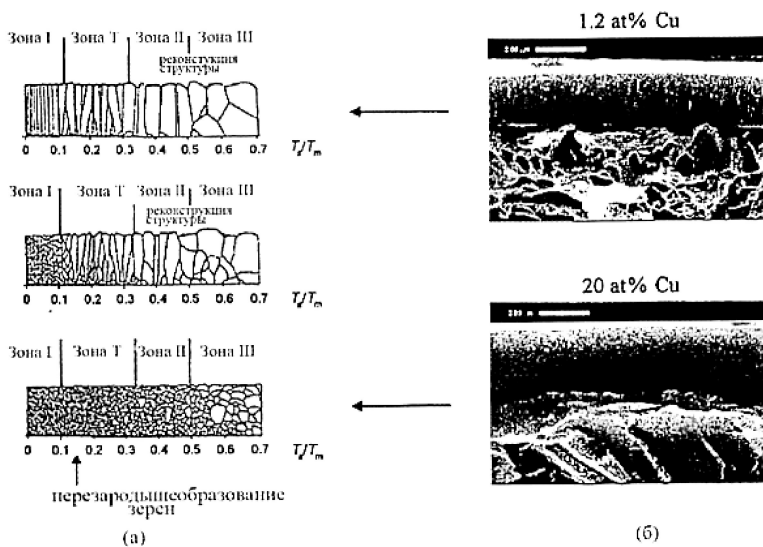 Зона I Зона Т Зона II Зона III
реконстукция
структуры
0 0.1 0.2 0.3 0.4 0.5 0.6 0.7 Ts/Tm
Зона I Зона Т Зона II Зона III
реконструкция
структуры
0 0.1 0.2 0.3 0.4 0.5 0.6 0.7 Ts/Tm
Зона I Зона Т Зона II Зона III
0 0.1 0.2 0.3 0.4 0.5 0.6 0.7 Ts/Tm
перезародышеобразование
зерен
(а)
1.2 at% Cu
20 at% Cu
(б)